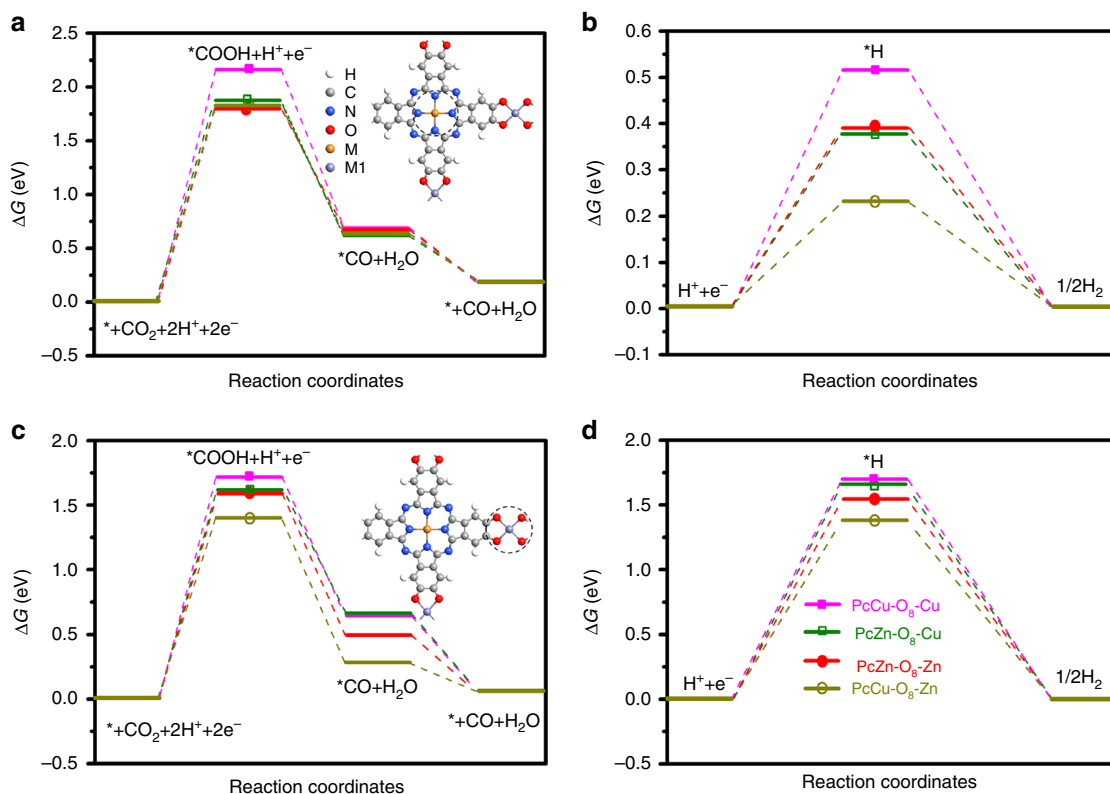 a
2.5
2.0
1.5
1.0
0.5
0.0
–0.5
ΔG (eV)
*COOH+H⁺+e⁻
H
C
N
O
M
M1
*CO+H₂O
*+CO+H₂O
*+CO₂+2H⁺+2e⁻
Reaction coordinates
b
0.6
0.5
0.4
0.3
0.2
0.1
0.0
–0.1
ΔG (eV)
*H
H⁺+e⁻
1/2H₂
Reaction coordinates
c
2.0
1.5
1.0
0.5
0.0
–0.5
ΔG (eV)
*COOH+H⁺+e⁻
*CO+H₂O
*+CO+H₂O
*+CO₂+2H⁺+2e⁻
Reaction coordinates
d
2.0
1.5
1.0
0.5
0.0
–0.5
ΔG (eV)
*H
PcCu-O₈-Cu
PcZn-O₈-Cu
PcZn-O₈-Zn
PcCu-O₈-Zn
H⁺+e⁻
1/2H₂
Reaction coordinates